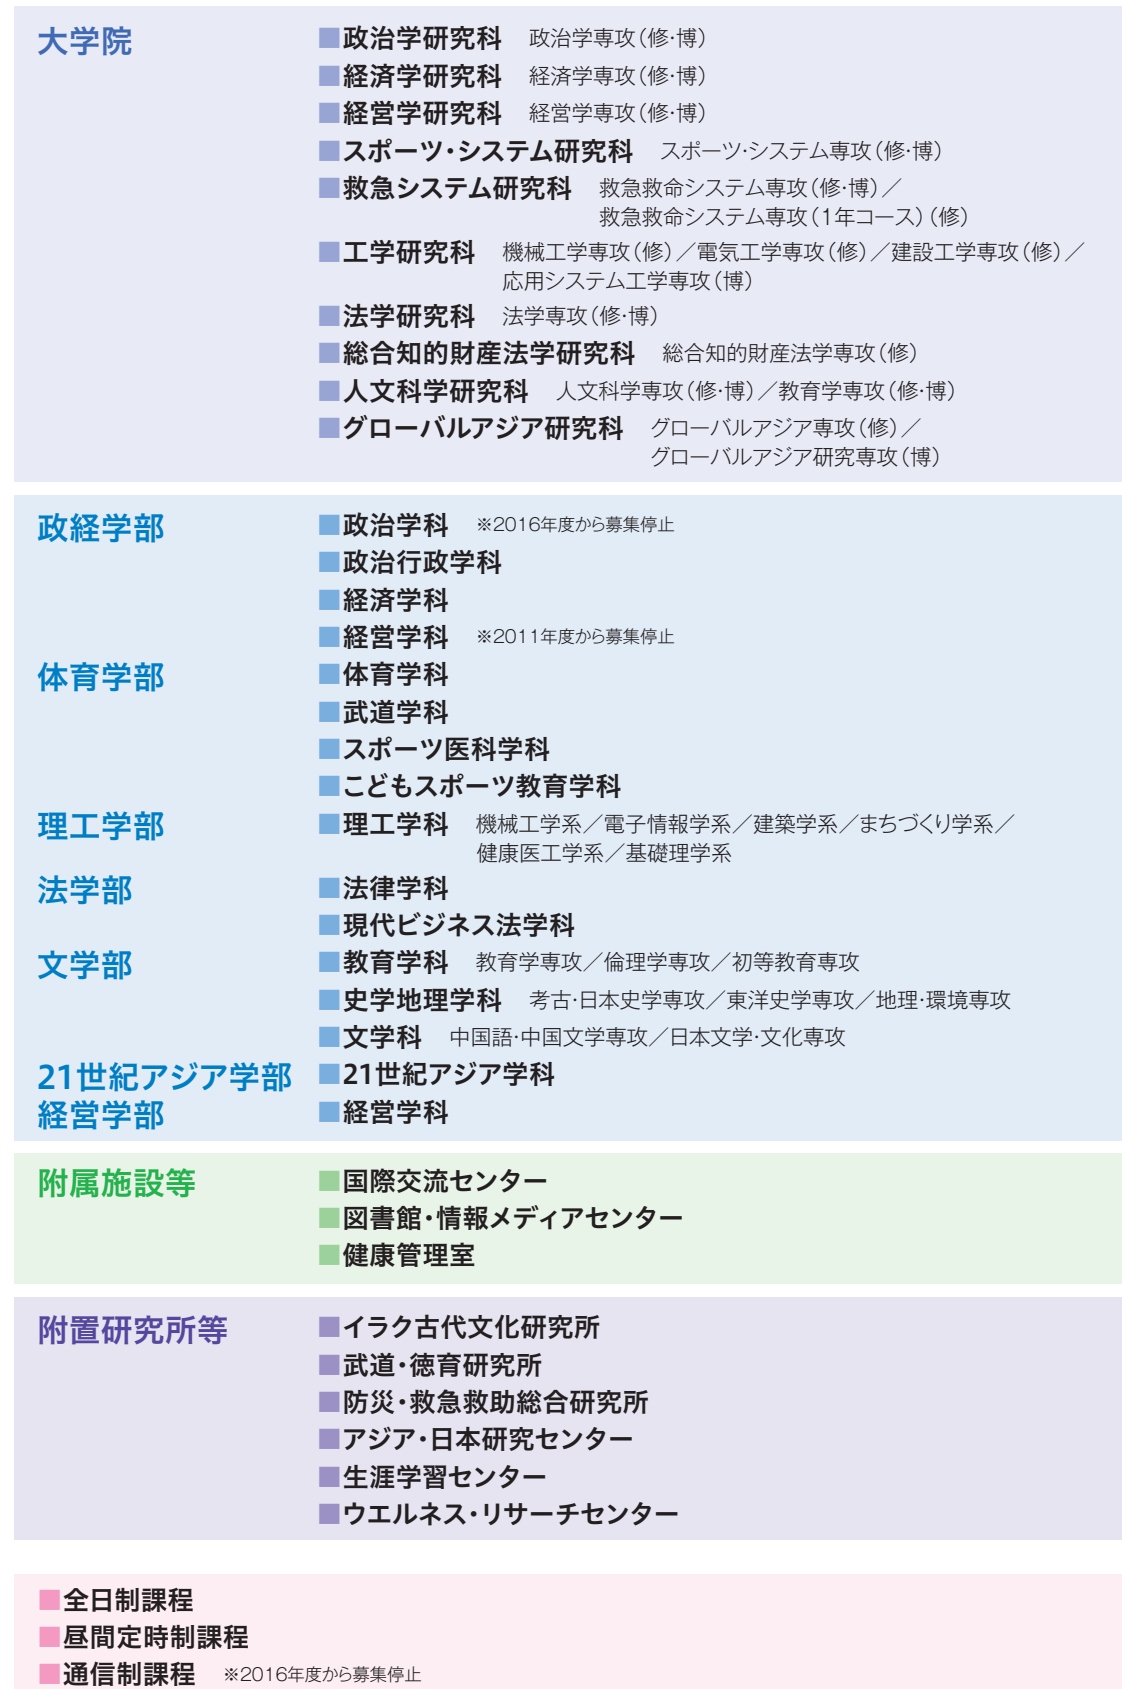 大学院
■政治学研究科 政治学専攻（修・博）
■経済学研究科 経済学専攻（修・博）
■経営学研究科 経営学専攻（修・博）
■スポーツ・システム研究科 スポーツ・システム専攻（修・博）
■救急システム研究科 救急救命システム専攻（修・博）／
救急救命システム専攻（1年コース）（修）
■工学研究科 機械工学専攻（修）／電気工学専攻（修）／建設工学専攻（修）／
応用システム工学専攻（博）
■法学研究科 法学専攻（修・博）
■総合知的財産法学研究科 総合知的財産法学専攻（修）
■人文科学研究科 人文科学専攻（修・博）／教育学専攻（修・博）
■グローバルアジア研究科 グローバルアジア専攻（修）／
グローバルアジア研究専攻（博）
政経学部 ■政治学科 ※2016年度から募集停止
■政治行政学科
■経済学科
■経営学科 ※2011年度から募集停止
体育学部 ■体育学科
■武道学科
■スポーツ医科学科
■こどもスポーツ教育学科
理工学部 ■理工学科 機械工学系／電子情報学系／建築学系／まちづくり学系／
健康医工学系／基礎理学系
法学部 ■法律学科
■現代ビジネス法学科
文学部 ■教育学科 教育学専攻／倫理学専攻／初等教育専攻
■史学地理学科 考古・日本史学専攻／東洋史学専攻／地理・環境専攻
■文学科 中国語・中国文学専攻／日本文学・文化専攻
21世紀アジア学部 ■21世紀アジア学科
経営学部 ■経営学科
附属施設等 ■国際交流センター
■図書館・情報メディアセンター
■健康管理室
附置研究所等 ■イラク古代文化研究所
■武道・徳育研究所
■防災・救急救助総合研究所
■アジア・日本研究センター
■生涯学習センター
■ウエルネス・リサーチセンター
■全日制課程
■昼間定時制課程
■通信制課程 ※2016年度から募集停止